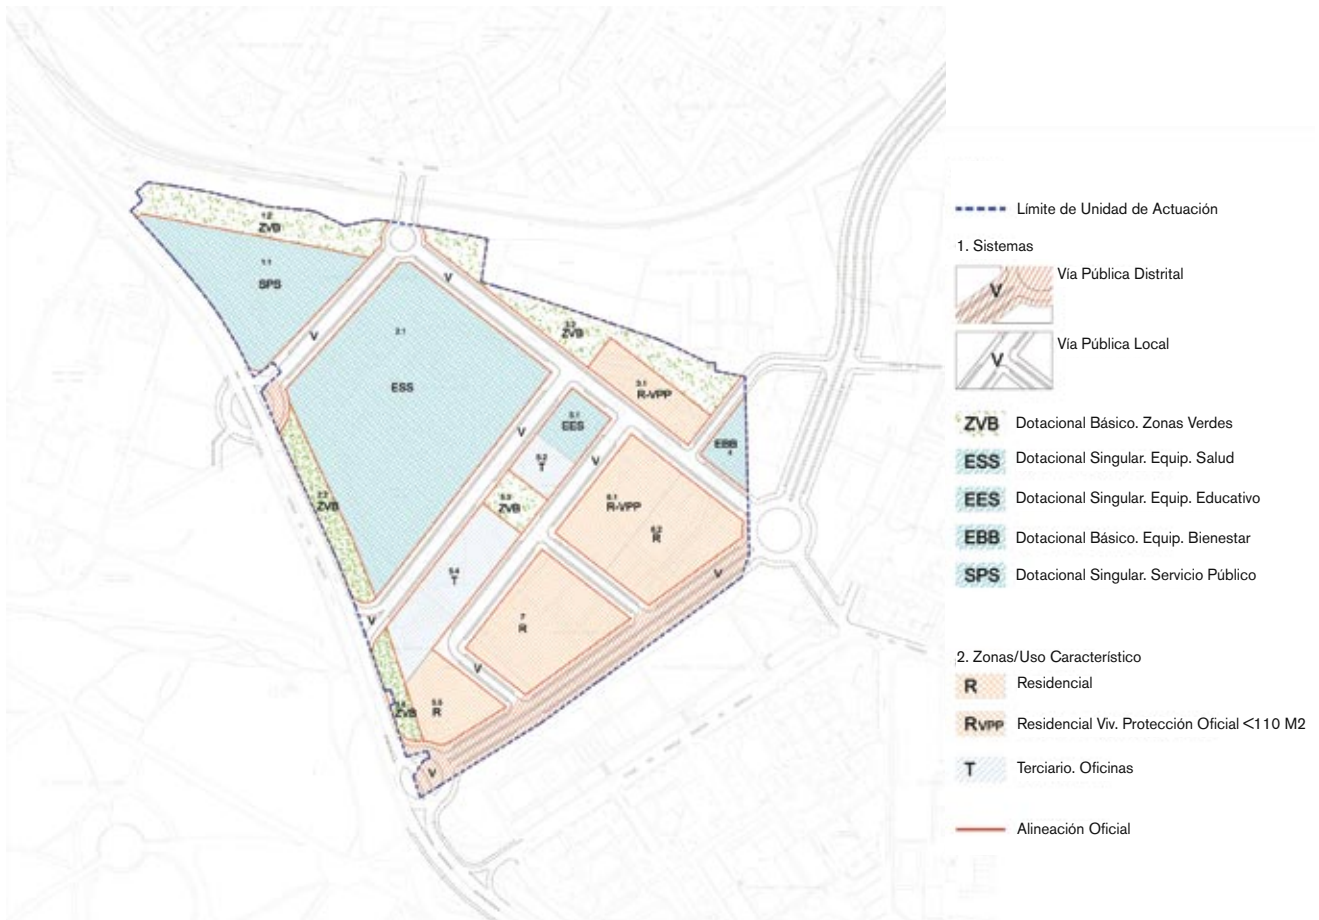 1.2
ZVB
1.1
SPS
V
V
2.1
ESS
3.2
ZVB
3.1
R-VPP
EBB
4
5.1
EES
V
5.2
T
V
5.3
ZVB
6.1
R-VPP
6.2
R
2.2
ZVB
5.4
T
V
V
7
R
V
5.5
R
ZVB
V
Límite de Unidad de Actuación
1. Sistemas
V
Vía Pública Distrital
V
Vía Pública Local
ZVB
Dotacional Básico. Zonas Verdes
ESS
Dotacional Singular. Equip. Salud
EES
Dotacional Singular. Equip. Educativo
EBB
Dotacional Básico. Equip. Bienestar
SPS
Dotacional Singular. Servicio Público
2. Zonas/Uso Característico
R
Residencial
RVPP
Residencial Viv. Protección Oficial <110 M2
T
Terciario. Oficinas
Alineación Oficial